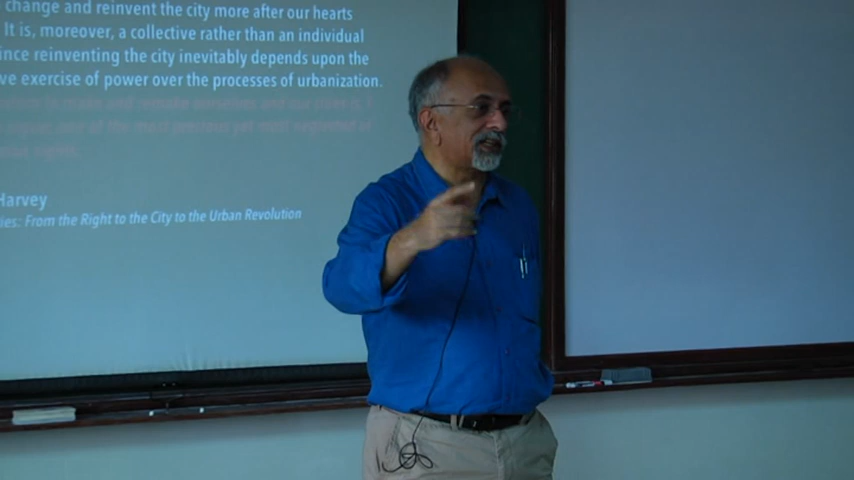 change and reinvent the city more after our hearts
It is, moreover, a collective rather than an individual
ince reinventing the city inevitably depends upon the
ve exercise of power over the processes of urbanization.
Harvey
ies: From the Right to the City to the Urban Revolution